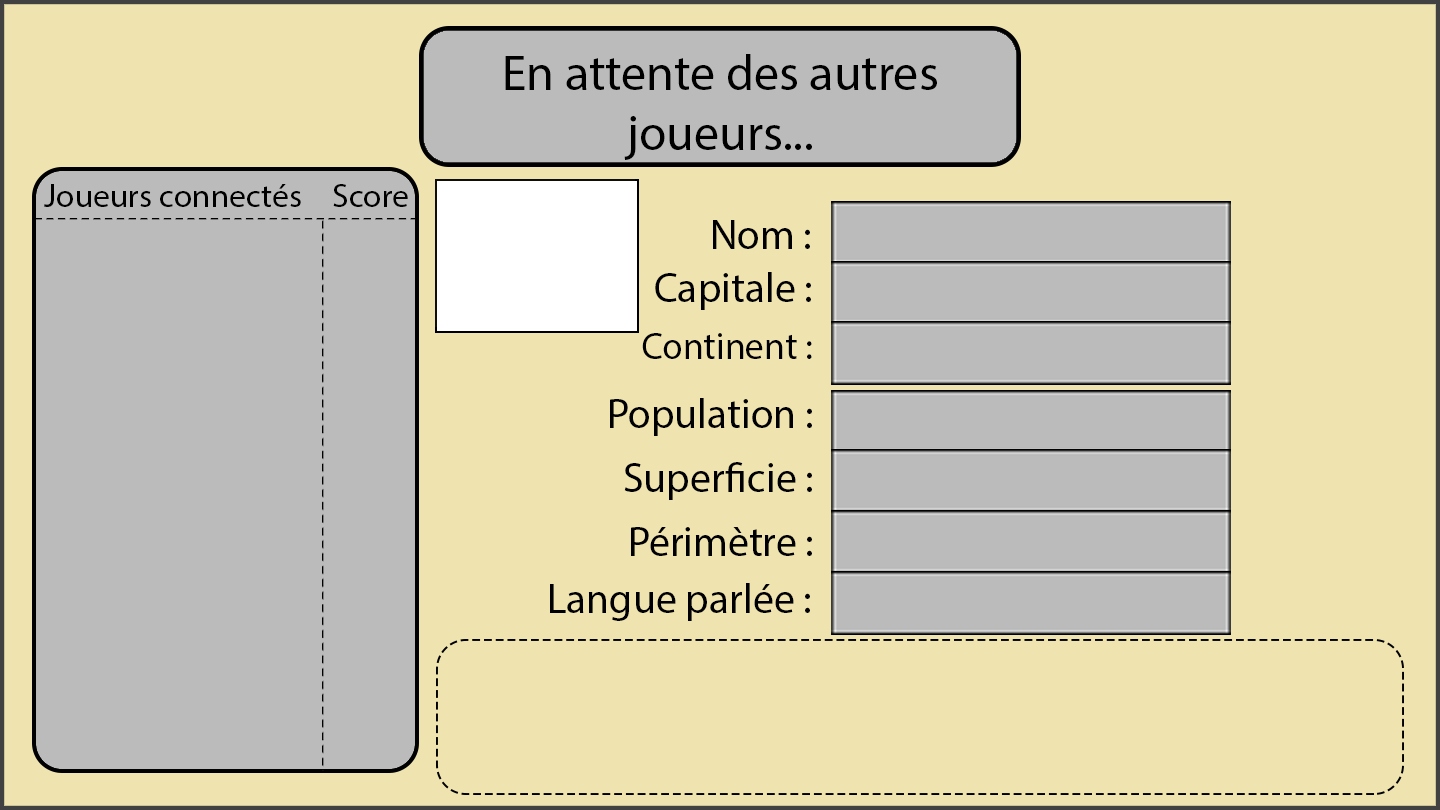 En attente des autres
joueurs...
Joueurs connectés Score
Nom :
Capitale :
Continent :
Population :
Superficie :
Périmètre :
Langue parlée :